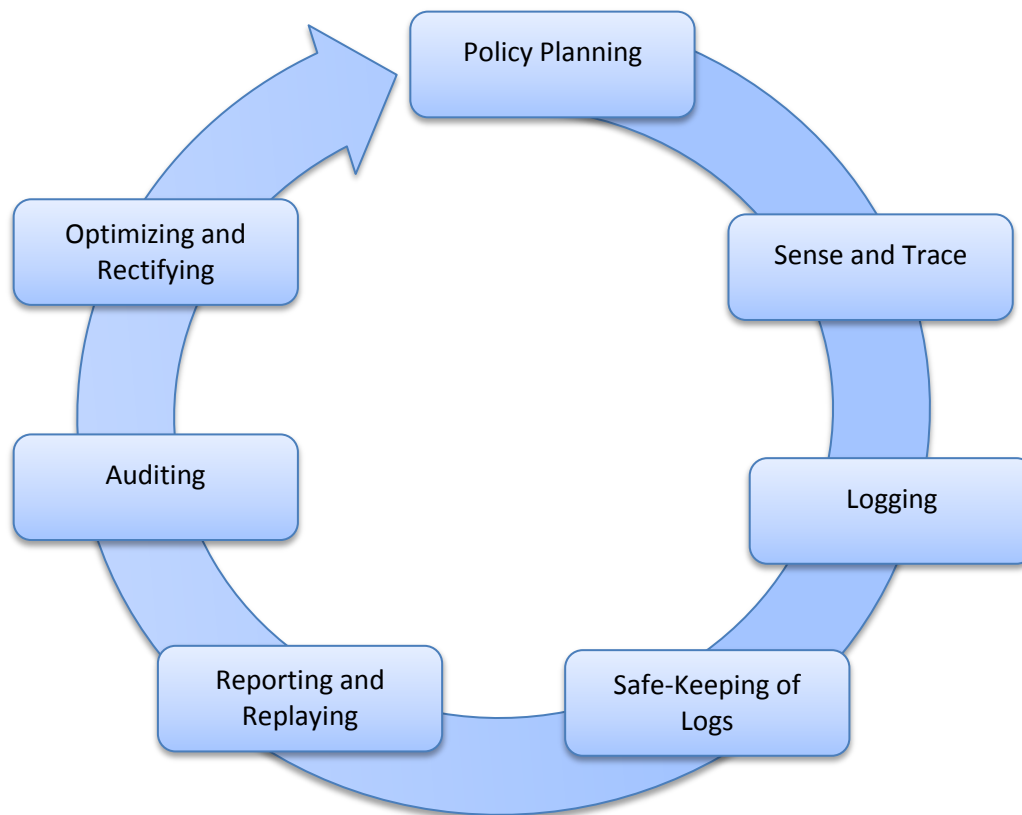 Policy Planning
Sense and Trace
Logging
Safe-Keeping of
Logs
Reporting and
Replaying
Auditing
Optimizing and
Rectifying